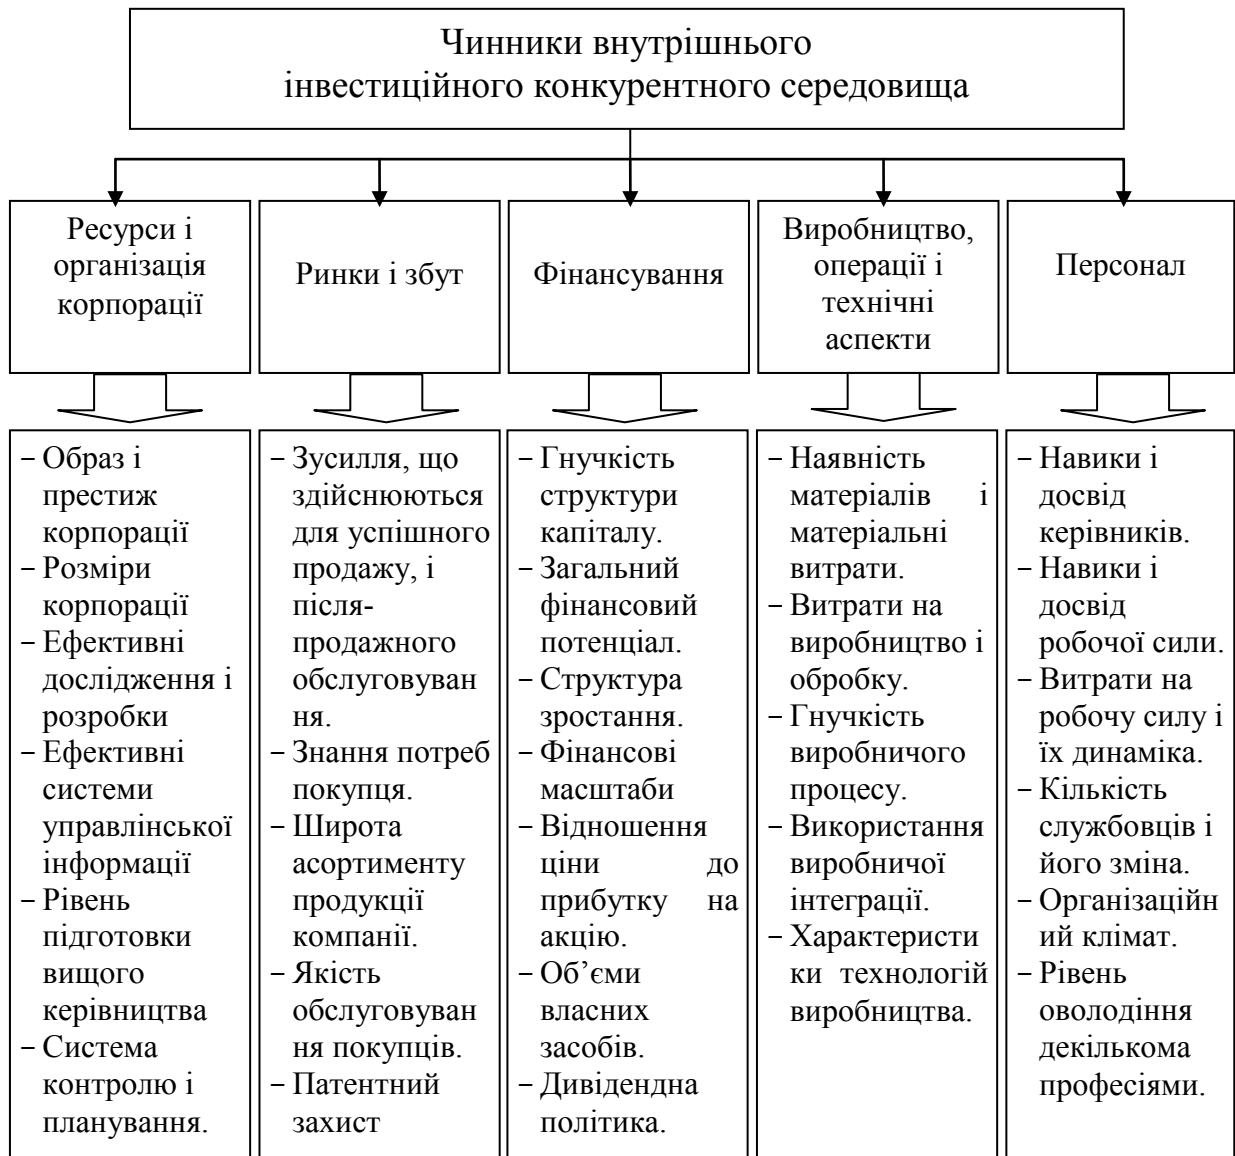 Чинники внутрішнього
інвестиційного конкурентного середовища
Ресурси і
організація
корпорації
Ринки і збут
Фінансування
Виробництво,
операції і
технічні
аспекти
Персонал
– Образ і
престиж
корпорації
– Розміри
корпорації
– Ефективні
дослідження і
розробки
– Ефективні
системи
управлінської
інформації
– Рівень
підготовки
вищого
керівництва
– Система
контролю і
планування.
– Зусилля, що
здійснюються
для успішного
продажу, і
після-
продажного
обслуговуван
ня.
– Знання потреб
покупця.
– Широта
асортименту
продукції
компанії.
– Якість
обслуговуван
ня покупців.
– Патентний
захист
– Гнучкість
структури
капіталу.
– Загальний
фінансовий
потенціал.
– Структура
зростання.
– Фінансові
масштаби
– Відношення
ціни до
прибутку на
акцію.
– Об’єми
власних
засобів.
– Дивідендна
політика.
– Наявність
матеріалів і
матеріальні
витрати.
– Витрати на
виробництво і
обробку.
– Гнучкість
виробничого
процесу.
– Використання
виробничої
інтеграції.
– Характеристи
ки технологій
виробництва.
– Навики і
досвід
керівників.
– Навики і
досвід
робочої сили.
– Витрати на
робочу силу і
їх динаміка.
– Кількість
службовців і
його зміна.
– Організаційн
ий клімат.
– Рівень
оволодіння
декількома
професіями.